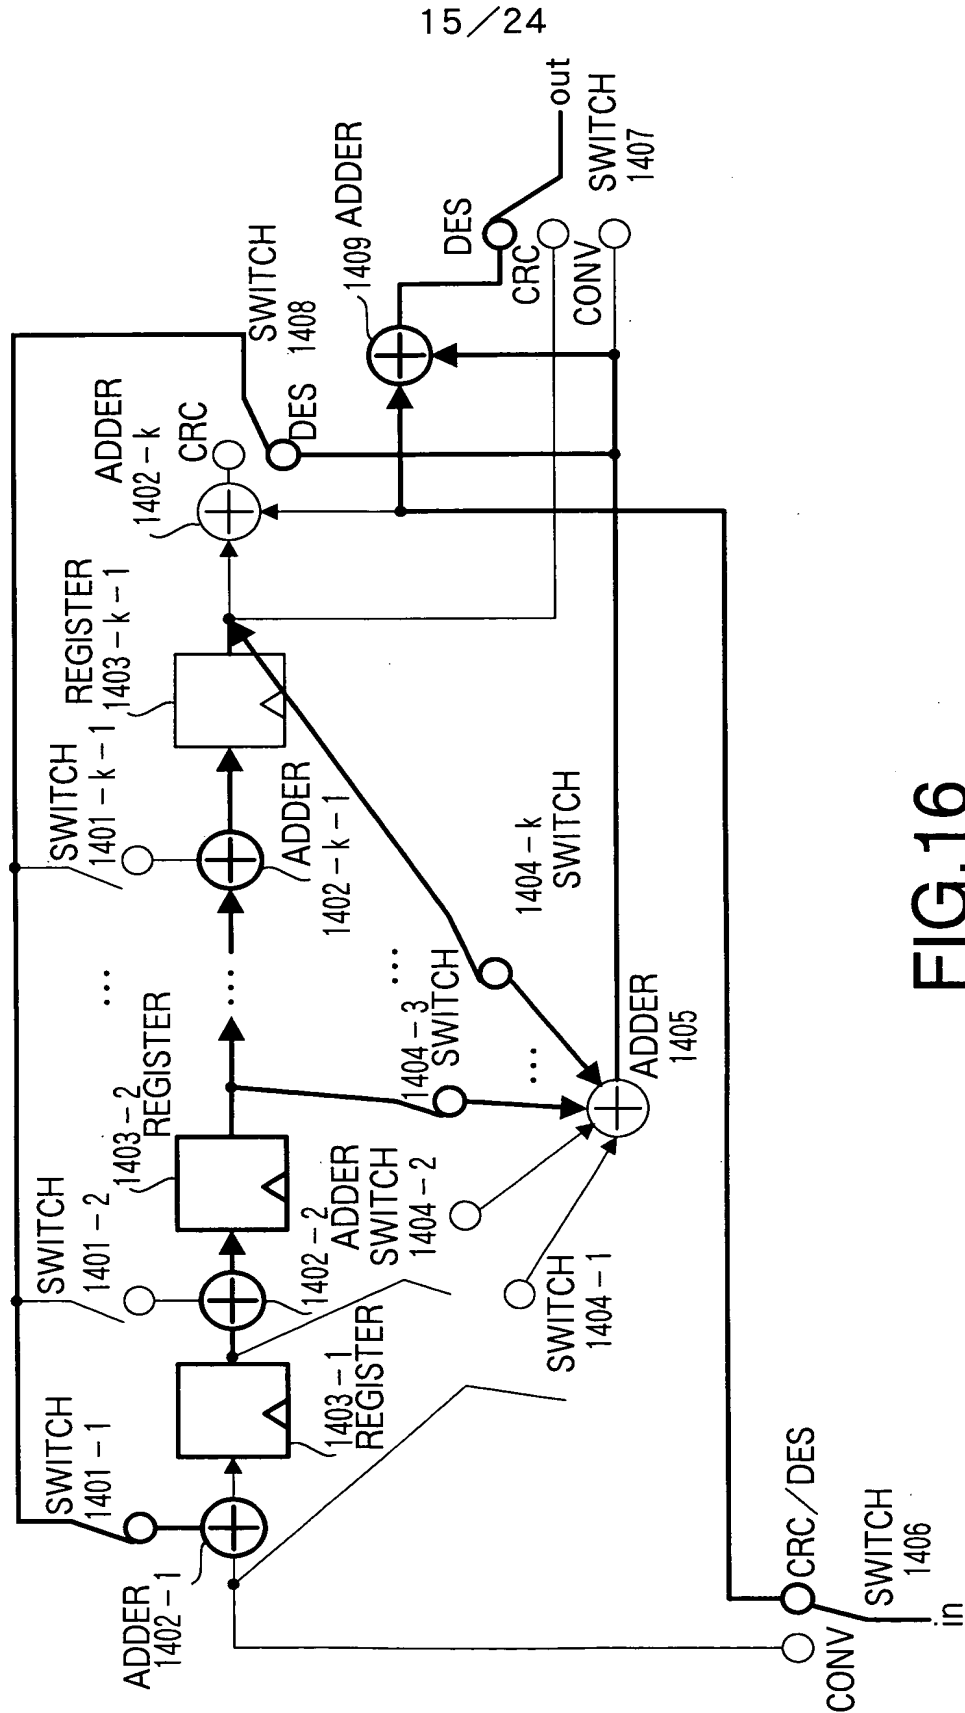 15/24
SWITCH
1401-1
SWITCH
1401-2
...
SWITCH
1401-k-1
REGISTER
1403-k-1
ADDER
1402-k
CRC
SWITCH
1408
DES
1409 ADDER
DES
CRC
CONV
out
SWITCH
1407
ADDER
1402-1
1403-1
REGISTER
1402-2
ADDER
1403-2
REGISTER
...
ADDER
1402-k-1
SWITCH
1404-1
SWITCH
1404-2
1404-3
SWITCH
...
...
1404-k
SWITCH
ADDER
1405
CONV
CRC/DES
SWITCH
1406
in
FIG.16